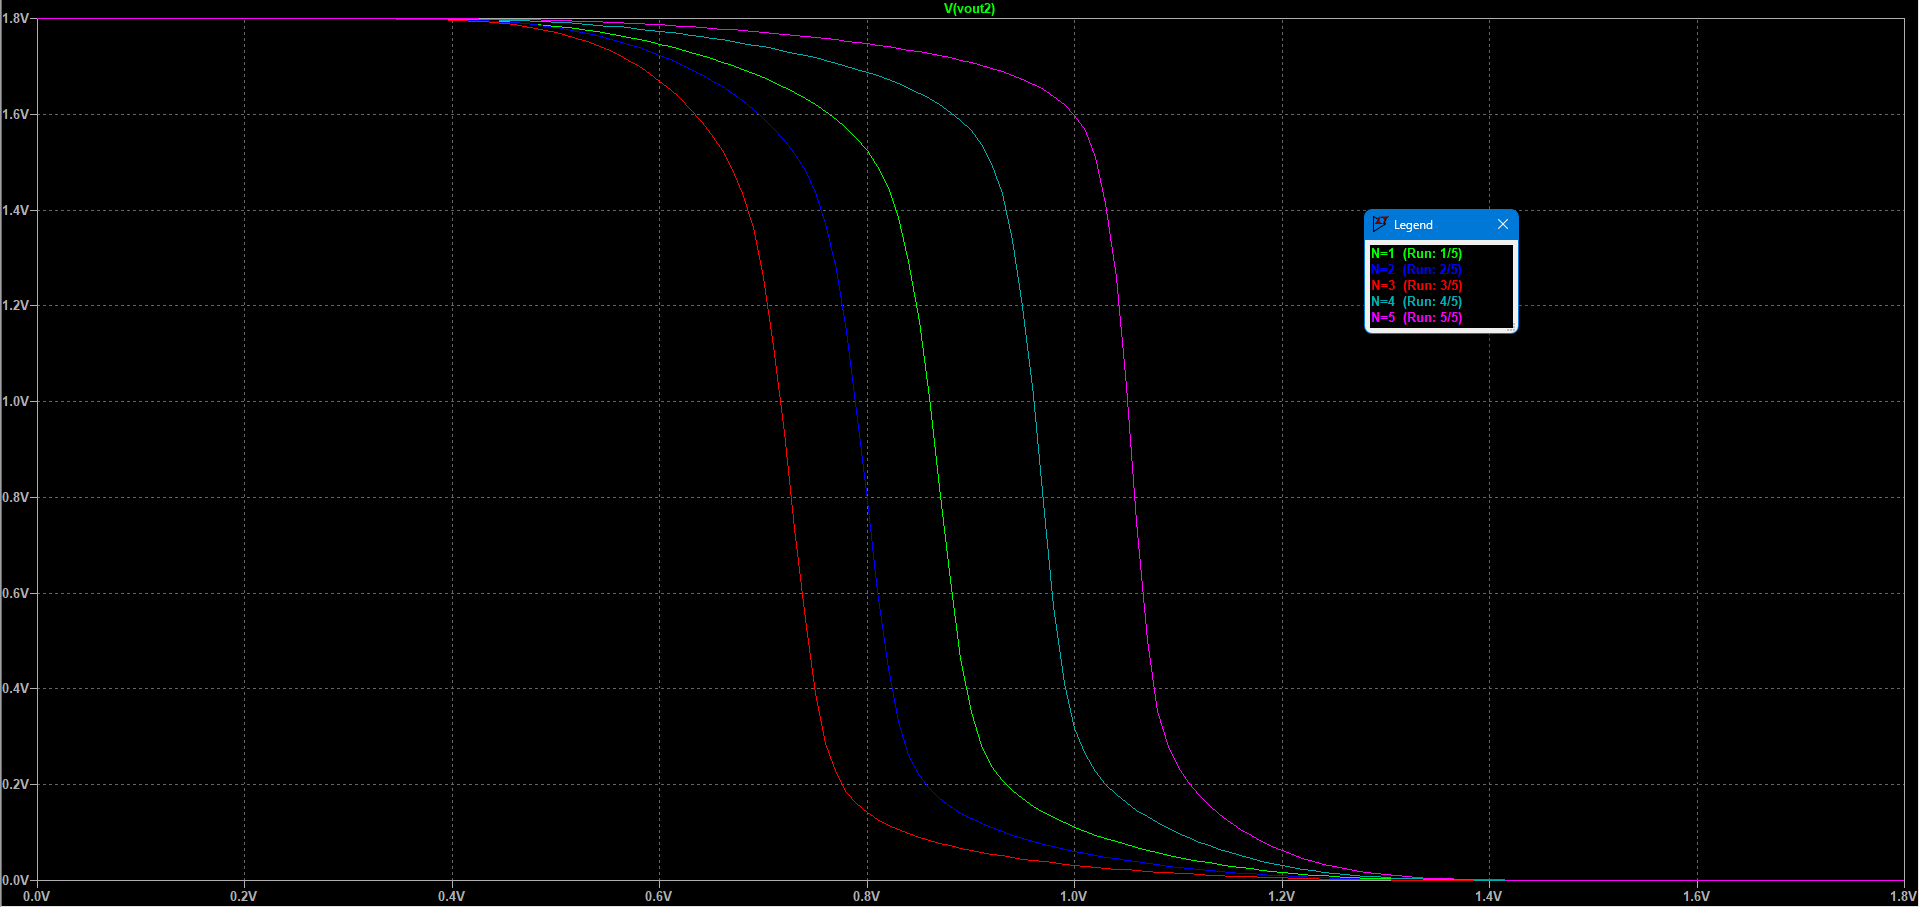 V(vout2)
1.8V
1.6V
1.4V
1.2V
1.0V
0.8V
0.6V
0.4V
0.2V
0.0V
Legend
N=1 (Run: 1/5)
N=2 (Run: 2/5)
N=3 (Run: 3/5)
N=4 (Run: 4/5)
N=5 (Run: 5/5)
0.0V 0.2V 0.4V 0.6V 0.8V 1.0V 1.2V 1.4V 1.6V 1.8V